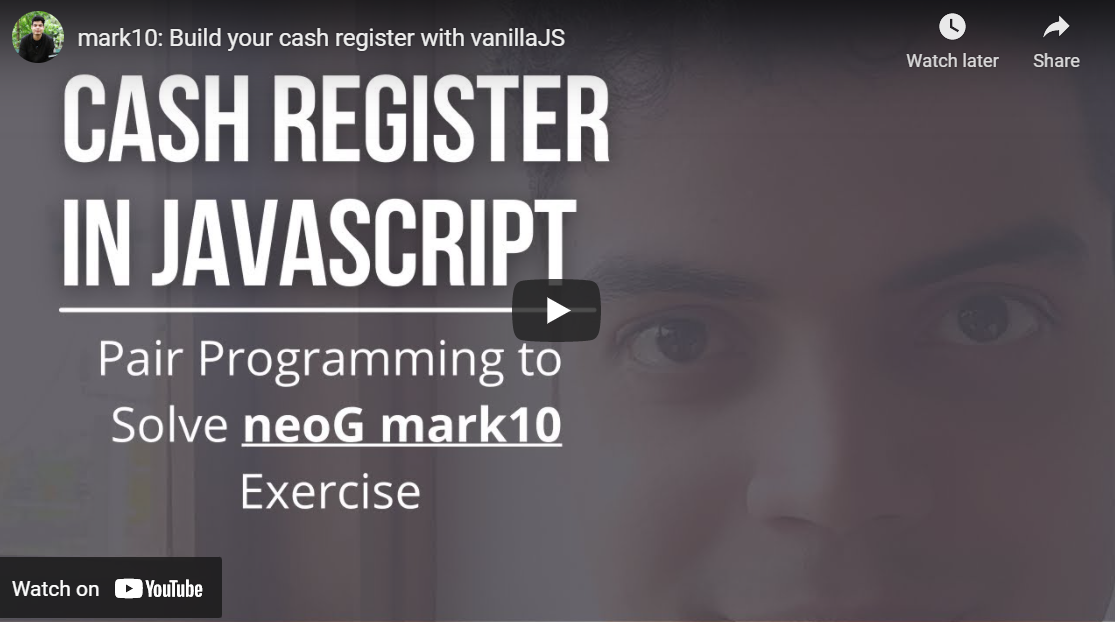 mark10: Build your cash register with vanillaJS
Watch later
Share
CASH REGISTER
IN JAVASCRIPT
Pair Programming to
Solve neoG mark10
Exercise
Watch on YouTube